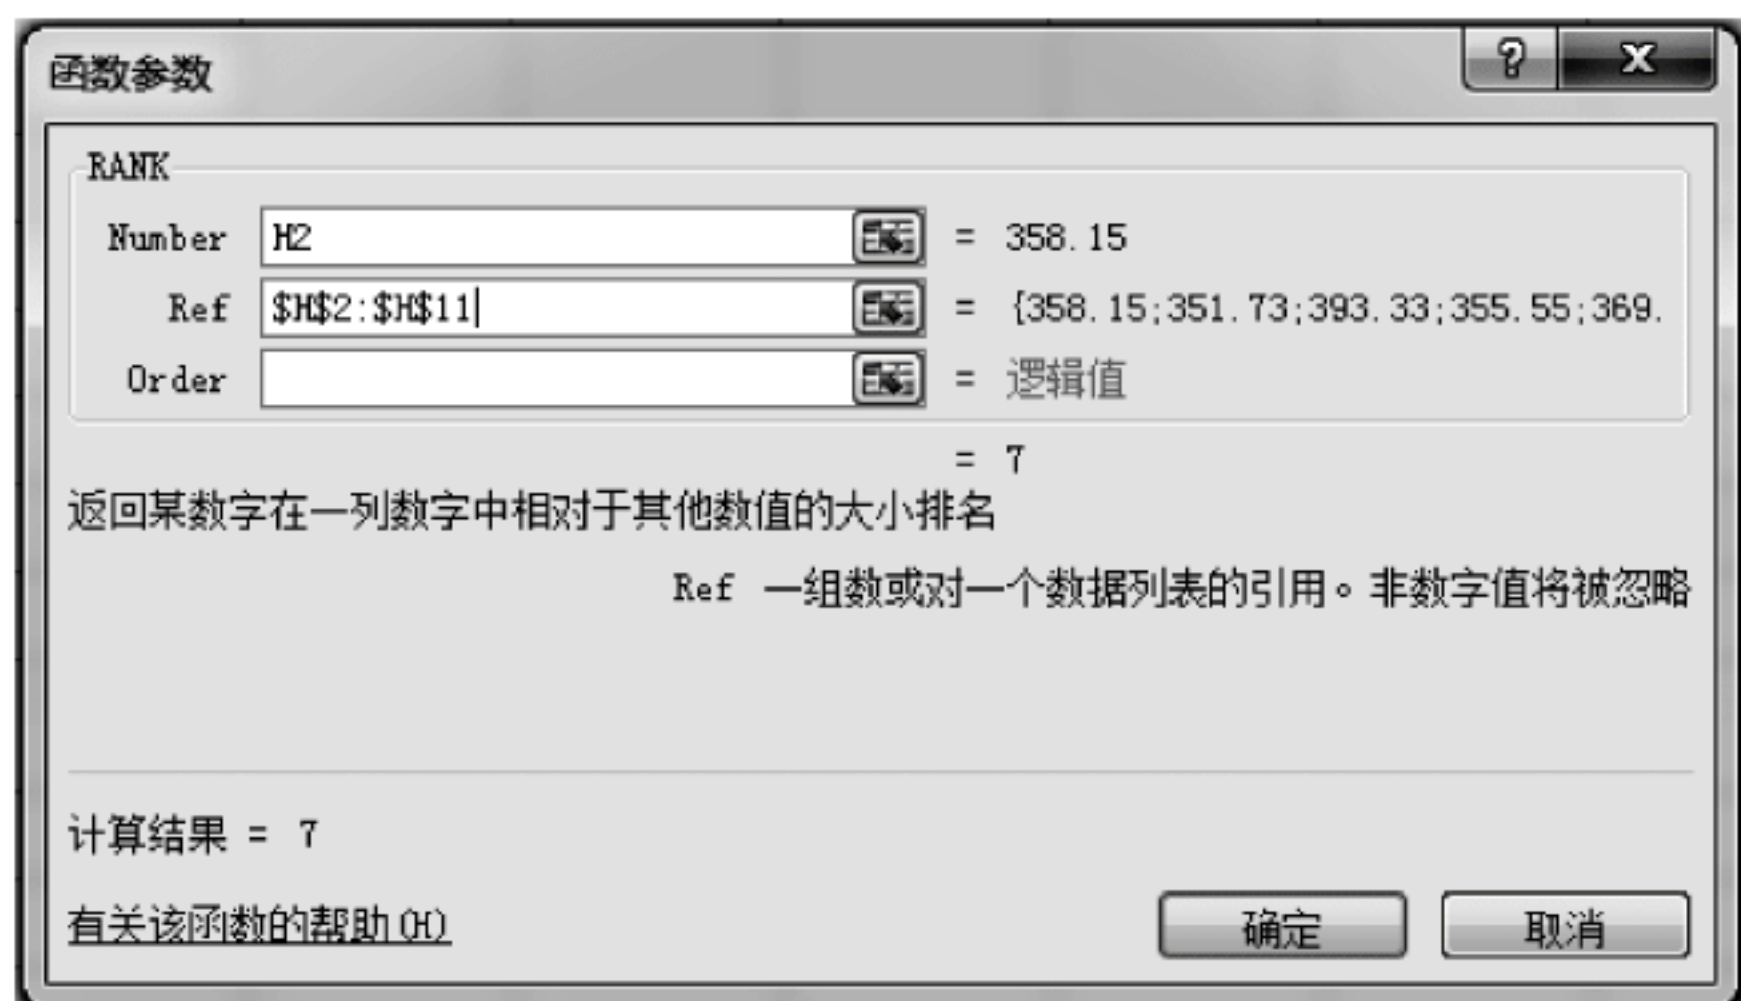 函数参数
RANK
Number H2 = 358.15
Ref $H$2:$H$11 = {358.15;351.73;393.33;355.55;369.
Order = 逻辑值
= 7
返回某数字在一列数字中相对于其他数值的大小排名
Ref 一组数或对一个数据列表的引用。非数字值将被忽略
计算结果 = 7
有关该函数的帮助(H)
确定 取消